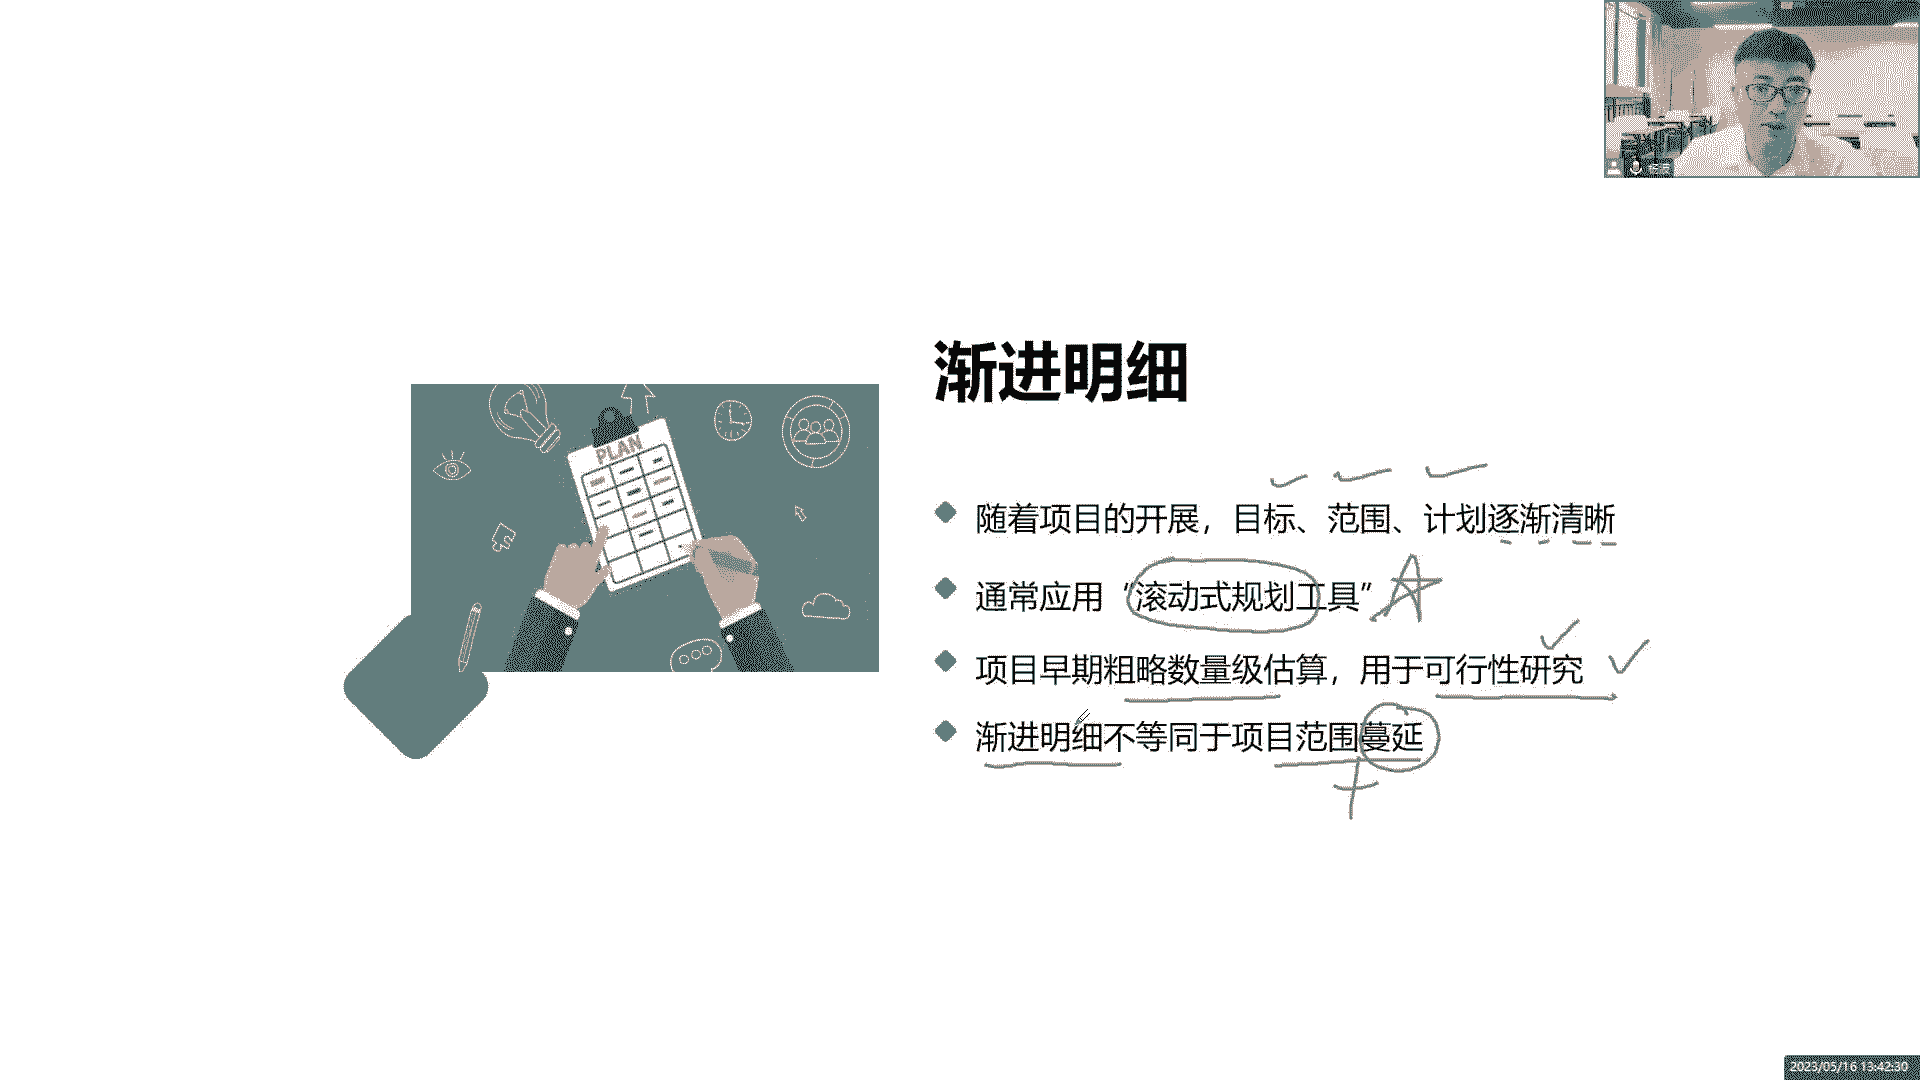 渐进明细
PLAN
随着项目的开展，目标、范围、计划逐渐清晰
通常应用“滚动式规划工具”
项目早期粗略数量级估算，用于可行性研究
渐进明细不等同于项目范围蔓延
2023/05/16 13:42:30